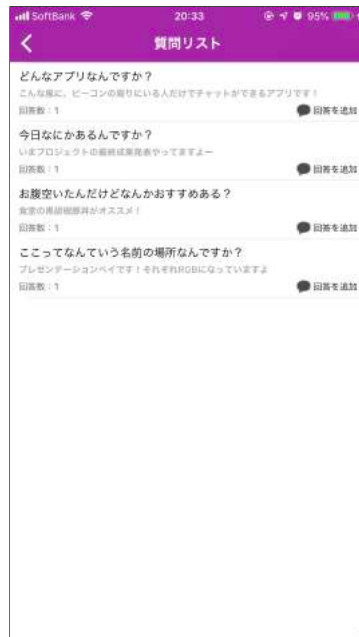 SoftBank 20:33 95%
質問リスト
どんなアプリなんですか？
こんな風に、ビーコンの周りにいる人だけでチャットができるアプリです！
回答数：1 回答を追加
今日なにかあるんですか？
いまプロジェクトの最終成果発表やってますよー
回答数：1 回答を追加
お腹空いたんだけどなんかおすすめある？
食堂の黒胡椒豚丼がオススメ！
回答数：1 回答を追加
ここってなんていう名前の場所なんですか？
プレゼンテーションベイです！それぞれRGBになっていますよ
回答数：1 回答を追加